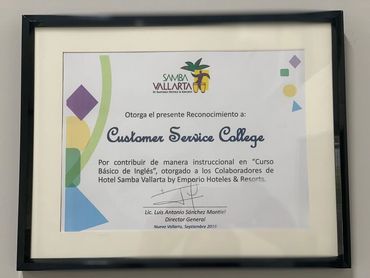 SAMBA
VALLARTA
Otorga el presente Reconocimiento a:
Customer Service College
Por contribuir de manera instruccional en "Curso
Básico de Inglés", otorgado a los Colaboradores de
Hotel Samba Vallarta by Emporio Hoteles & Resorts.
Lic. Luis Antonio Sánchez Montiel
Director General
Nuevo Vallarta, Septiembre